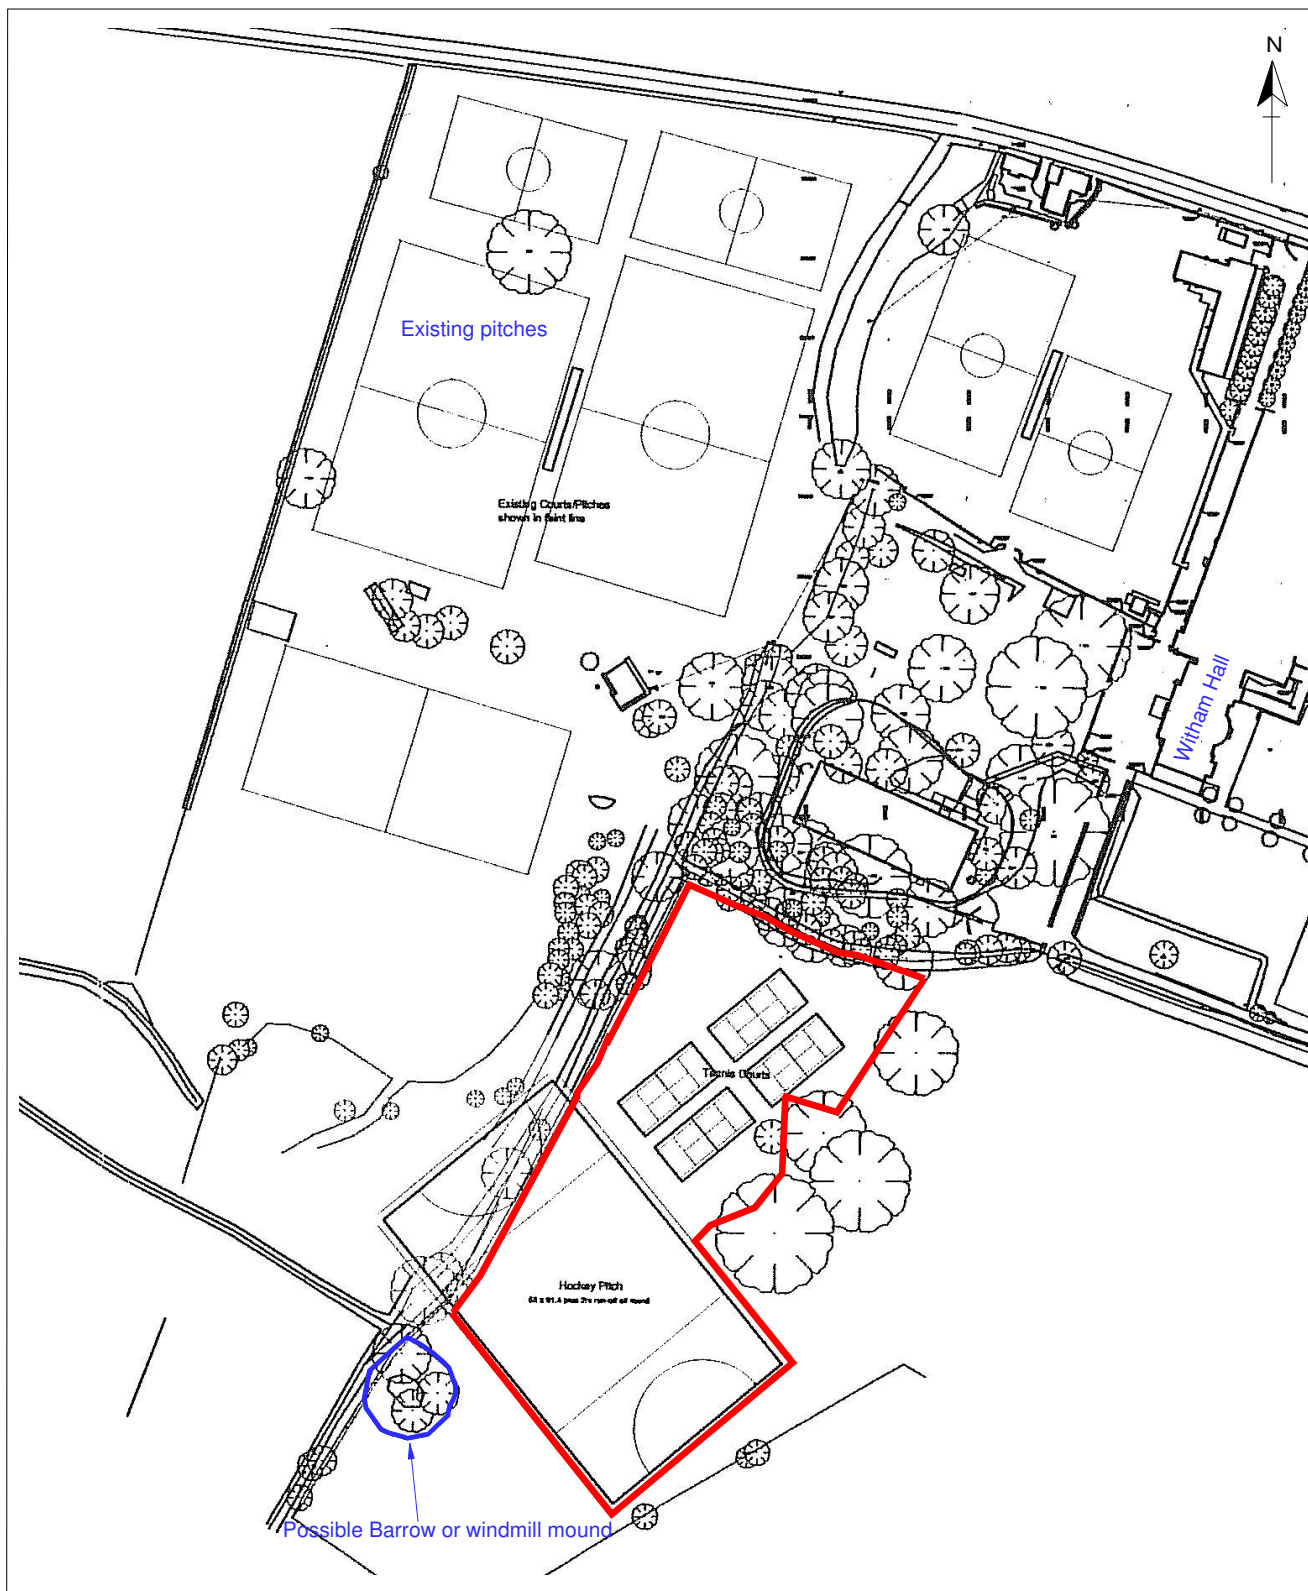 N
Existing pitches
Existing Courts/Pitches
shown in faint line
Witham Hall
Tennis Courts
Hockey Pitch
Possible Barrow or windmill mound